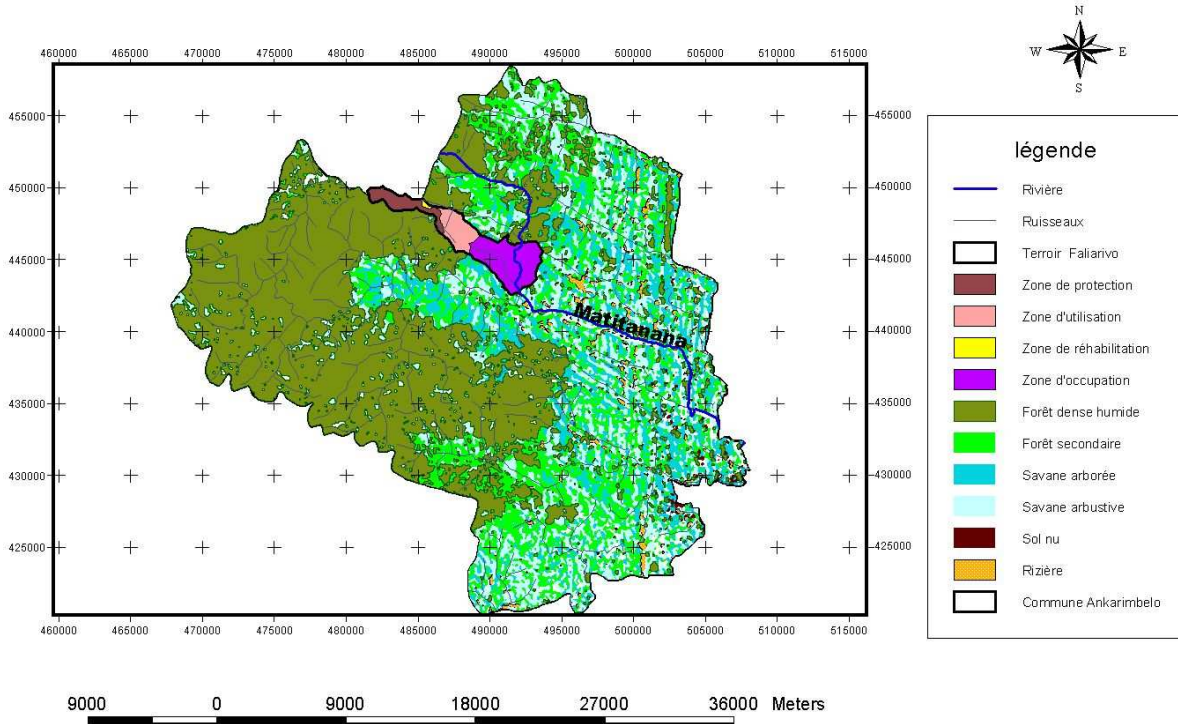 N
W E
S
460000 465000 470000 475000 480000 485000 490000 495000 500000 505000 510000 515000
455000 455000
450000 450000
445000 445000
440000 440000
435000 435000
430000 430000
425000 425000
Matitanana
460000 465000 470000 475000 480000 485000 490000 495000 500000 505000 510000 515000
légende
Rivière
Ruisseaux
Terroir Faliarivo
Zone de protection
Zone d'utilisation
Zone de réhabilitation
Zone d'occupation
Forêt dense humide
Forêt secondaire
Savane arborée
Savane arbustive
Sol nu
Rizière
Commune Ankarimbelo
9000 0 9000 18000 27000 36000 Meters